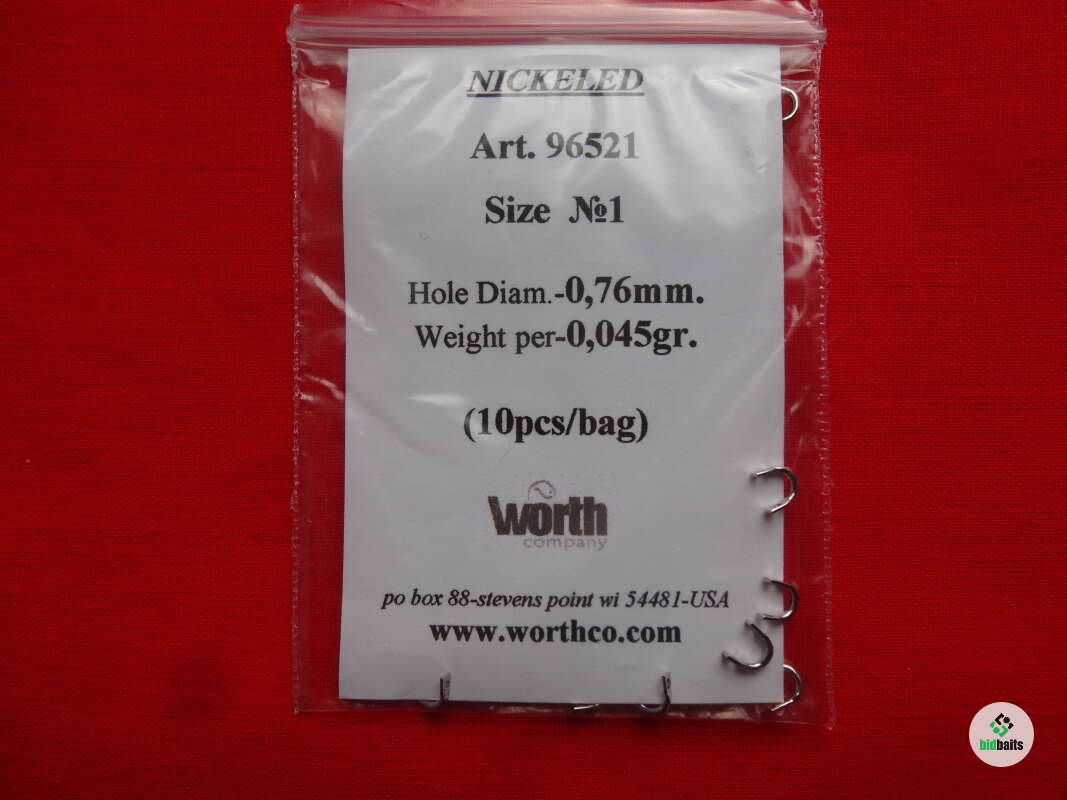 NICKELED
Art. 96521
Size №1
Hole Diam.-0,76mm.
Weight per-0,045gr.
(10pcs/bag)
worth
company
po box 88-stevens point wi 54481-USA
www.worthco.com
bidbaits